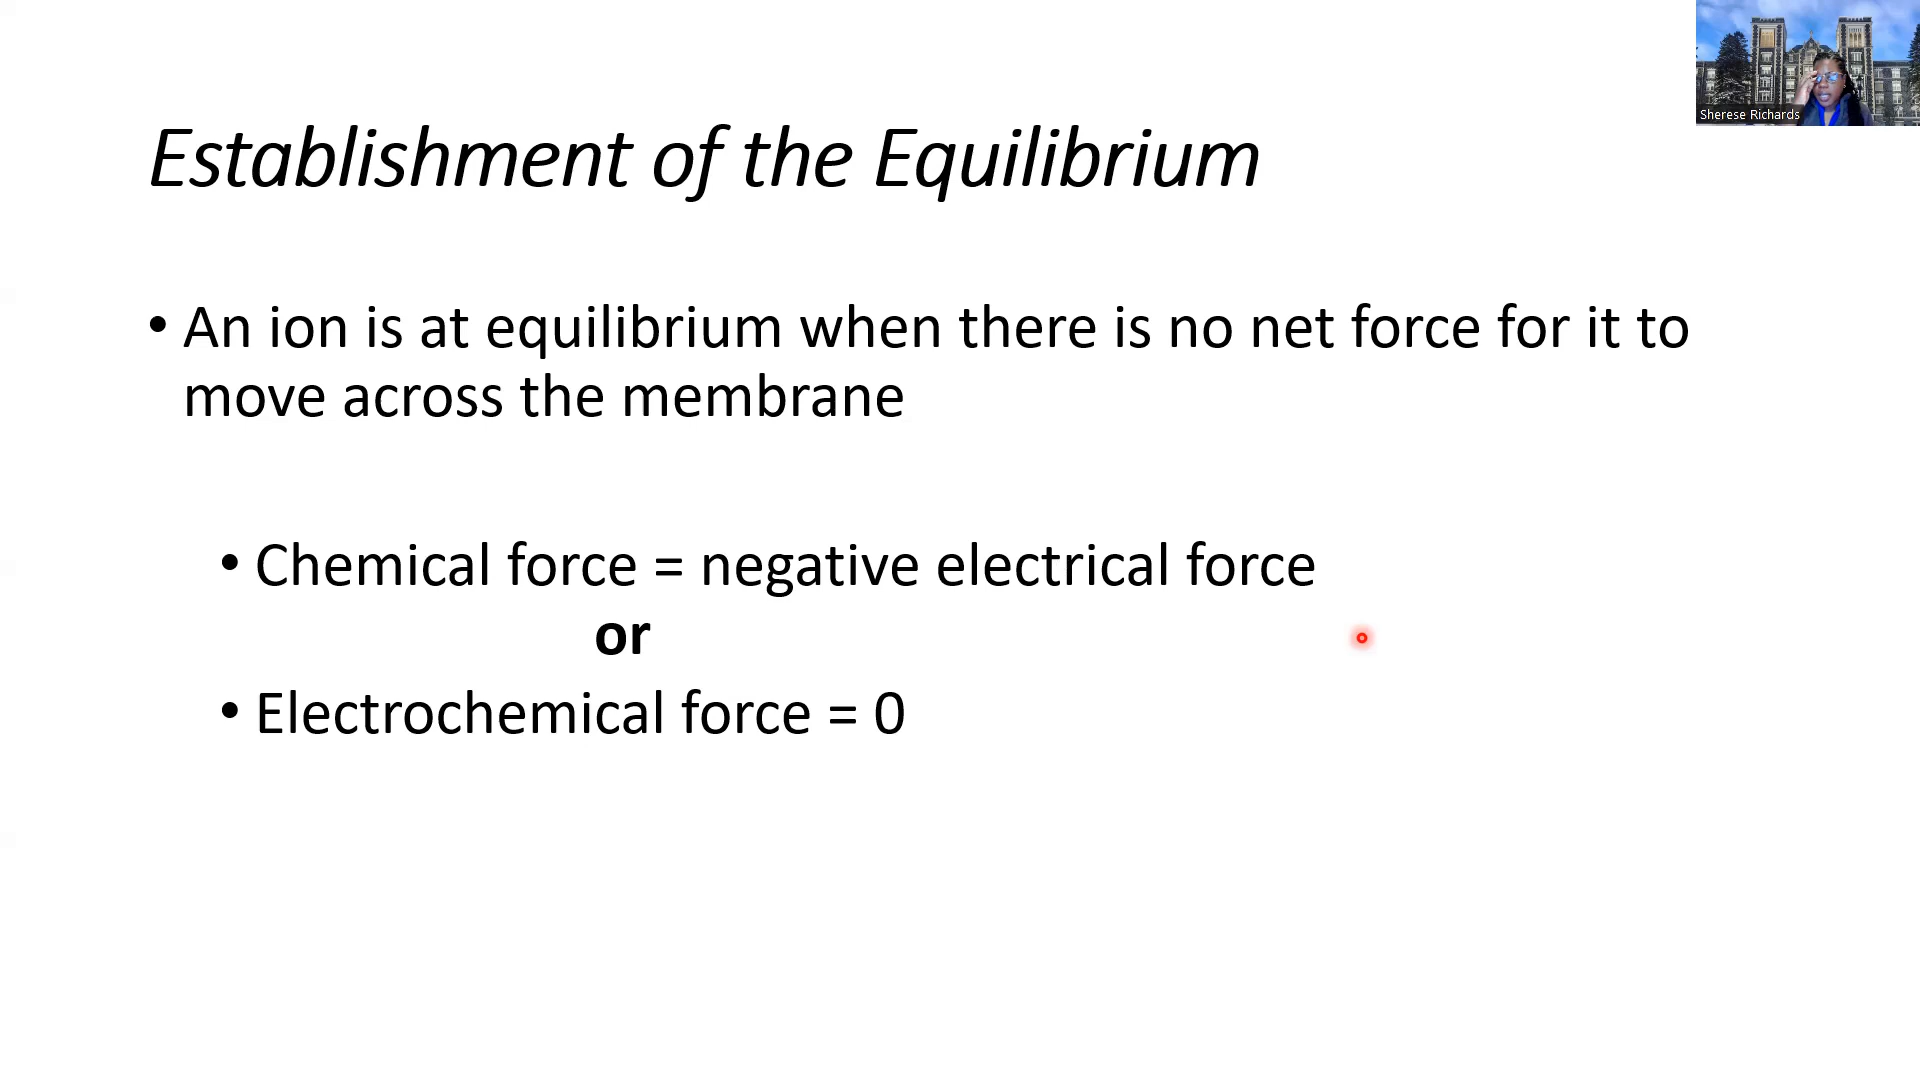 Sherese Richards
Establishment of the Equilibrium
• An ion is at equilibrium when there is no net force for it to
move across the membrane
• Chemical force = negative electrical force
or
• Electrochemical force = 0